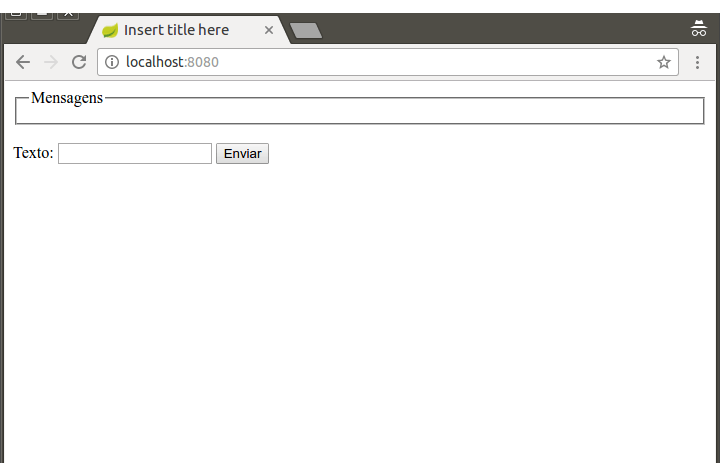 Insert title here
localhost:8080
Mensagens
Texto: Enviar